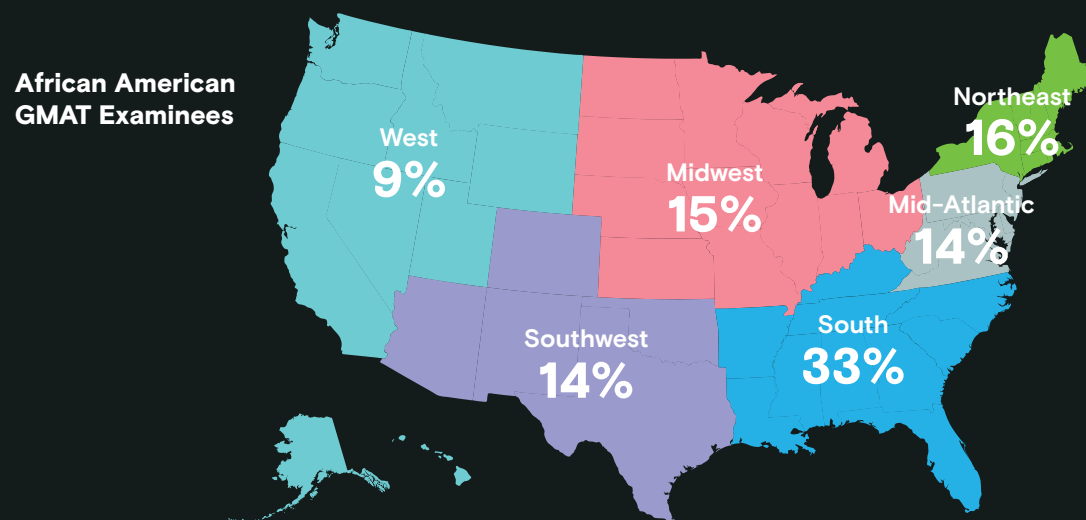 African American
GMAT Examinees
Northeast
16%
West
9%
Midwest
15%
Mid-Atlantic
14%
South
33%
Southwest
14%